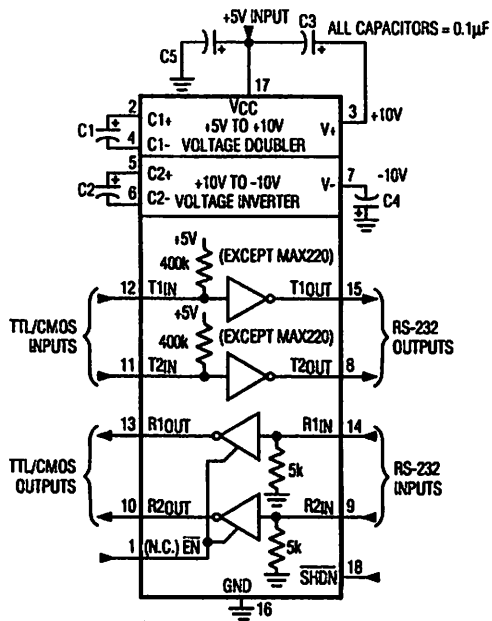 +5V INPUT
C3
ALL CAPACITORS = 0.1µF
C5
+
+
17
2
VCC
3
+10V
C1
+
C1+
+5V TO +10V
V+
4
C1-
VOLTAGE DOUBLER
5
C2+
7
-10V
C2
+
+10V TO -10V
V-
6
C2-
VOLTAGE INVERTER
+
C4
+5V
(EXCEPT MAX220)
400k
12
T1IN
T1OUT
15
+5V
(EXCEPT MAX220)
TTL/CMOS
INPUTS
400k
RS-232
OUTPUTS
11
T2IN
T2OUT
8
13
R1OUT
R1IN
14
TTL/CMOS
OUTPUTS
5k
RS-232
INPUTS
10
R2OUT
R2IN
9
5k
1
(N.C.) EN
SHDN
18
GND
16